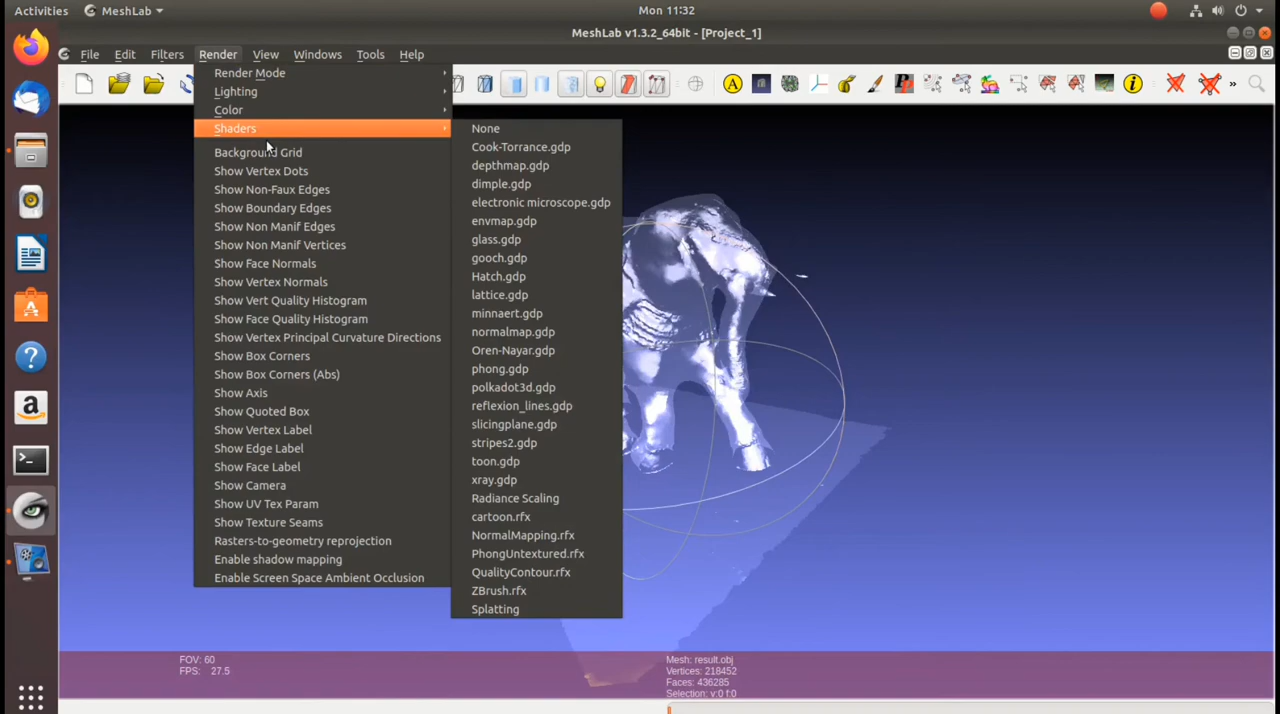 Activities
MeshLab
Mon 11:32
MeshLab v1.3.2_64bit - [Project_1]
File Edit Filters Render View Windows Tools Help
A
i
»
Render Mode
Lighting
Color
Shaders
Background Grid
Show Vertex Dots
Show Non-Faux Edges
Show Boundary Edges
Show Non Manif Edges
Show Non Manif Vertices
Show Face Normals
Show Vertex Normals
Show Vert Quality Histogram
Show Face Quality Histogram
Show Vertex Principal Curvature Directions
Show Box Corners
Show Box Corners (Abs)
Show Axis
Show Quoted Box
Show Vertex Label
Show Edge Label
Show Face Label
Show Camera
Show UV Tex Param
Show Texture Seams
Rasters-to-geometry reprojection
Enable shadow mapping
Enable Screen Space Ambient Occlusion
None
Cook-Torrance.gdp
depthmap.gdp
dimple.gdp
electronic microscope.gdp
envmap.gdp
glass.gdp
gooch.gdp
Hatch.gdp
lattice.gdp
minnaert.gdp
normalmap.gdp
Oren-Nayar.gdp
phong.gdp
polkadot3d.gdp
reflexion_lines.gdp
slicingplane.gdp
stripes2.gdp
toon.gdp
xray.gdp
Radiance Scaling
cartoon.rfx
NormalMapping.rfx
PhongUntextured.rfx
QualityContour.rfx
ZBrush.rfx
Splatting
FOV: 60
FPS: 27.5
Mesh: result.obj
Vertices: 218452
Faces: 436285
Selection: v:0 f:0